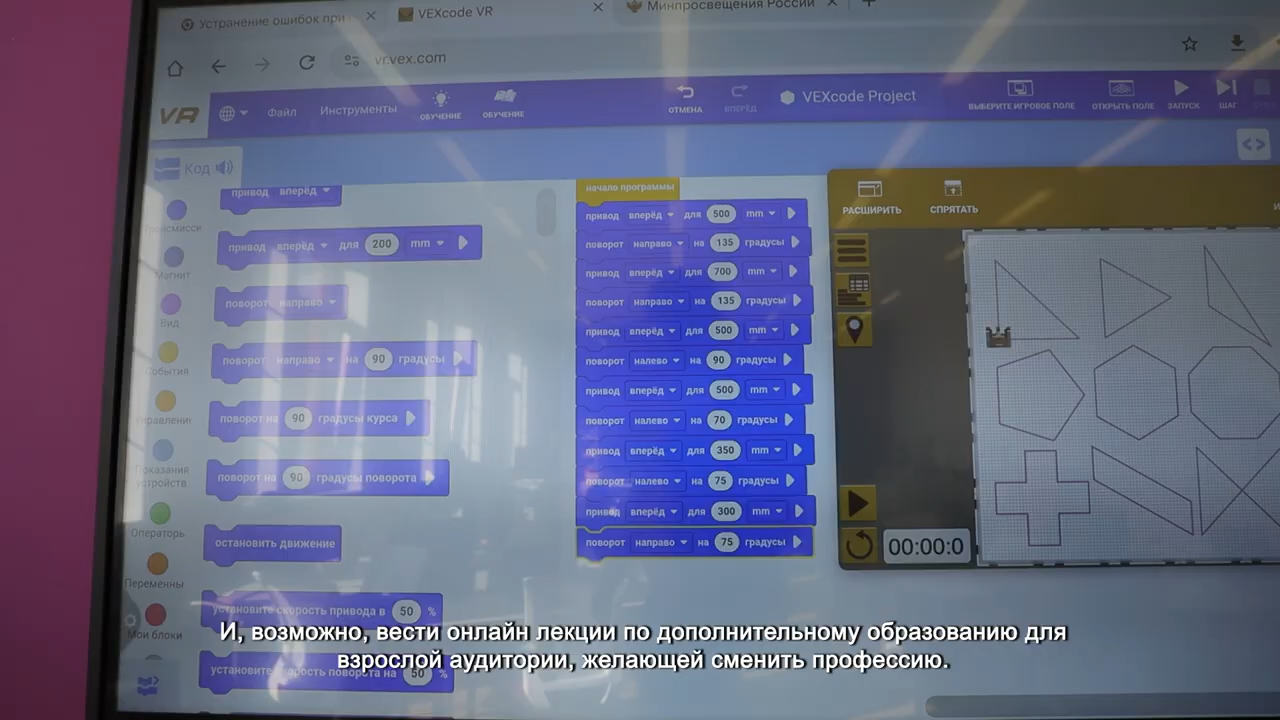 Устранение ошибок при
VEXcode VR
Минпросвещения России
vr.vex.com
VR
Файл
Инструменты
ОБУЧЕНИЕ
ОБУЧЕНИЕ
ОТМЕНА
ВПЕРЁД
VEXcode Project
ВЫБЕРИТЕ ИГРОВОЕ ПОЛЕ
ОТКРЫТЬ ПОЛЕ
ЗАПУСК
ШАГ
Код
Магнит
Вид
События
Показания
устройств
Операторь
Переменны
Мои блоки
привод вперёд
привод вперёд для 200 mm
поворот направо
поворот направо на 90 градусы
поворот на 90 градусы курса
поворот на 90 градусы поворота
остановить движение
установите скорость привода в 50 %
установите скорость поворота на 50 %
начало программы
привод вперёд для 500 mm
поворот направо на 135 градусы
привод вперёд для 700 mm
поворот направо на 135 градусы
привод вперёд для 500 mm
поворот налево на 90 градусы
привод вперёд для 500 mm
поворот налево на 70 градусы
привод вперёд для 350 mm
поворот налево на 75 градусы
привод вперёд для 300 mm
поворот направо на 75 градусы
РАСШИРИТЬ
СПРЯТАТЬ
00:00:0
И, возможно, вести онлайн лекции по дополнительному образованию для
взрослой аудитории, желающей сменить профессию.